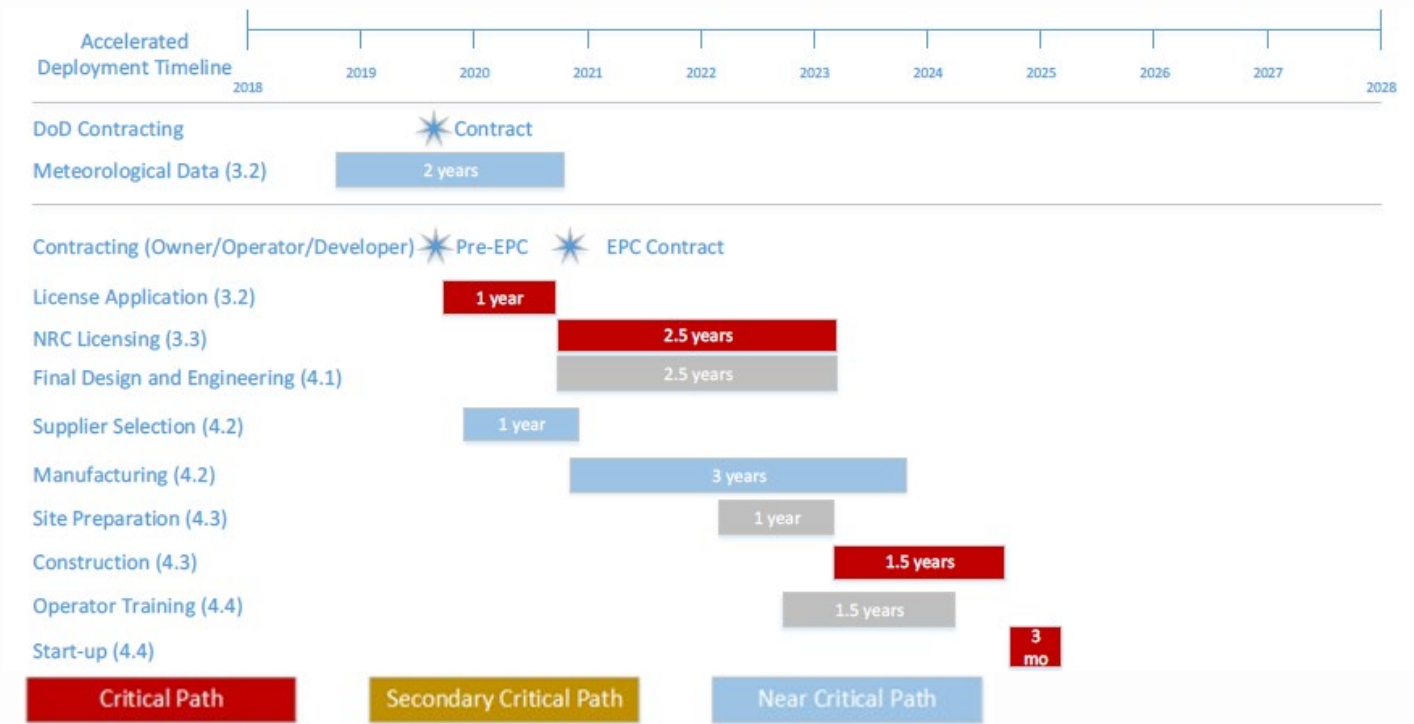 Accelerated
Deployment Timeline
2018
2019
2020
2021
2022
2023
2024
2025
2026
2027
2028
DoD Contracting
Contract
Meteorological Data (3.2)
2 years
Contracting (Owner/Operator/Developer)
Pre-EPC
EPC Contract
License Application (3.2)
1 year
NRC Licensing (3.3)
2.5 years
Final Design and Engineering (4.1)
2.5 years
Supplier Selection (4.2)
1 year
Manufacturing (4.2)
3 years
Site Preparation (4.3)
1 year
Construction (4.3)
1.5 years
Operator Training (4.4)
1.5 years
Start-up (4.4)
3
mo
Critical Path
Secondary Critical Path
Near Critical Path